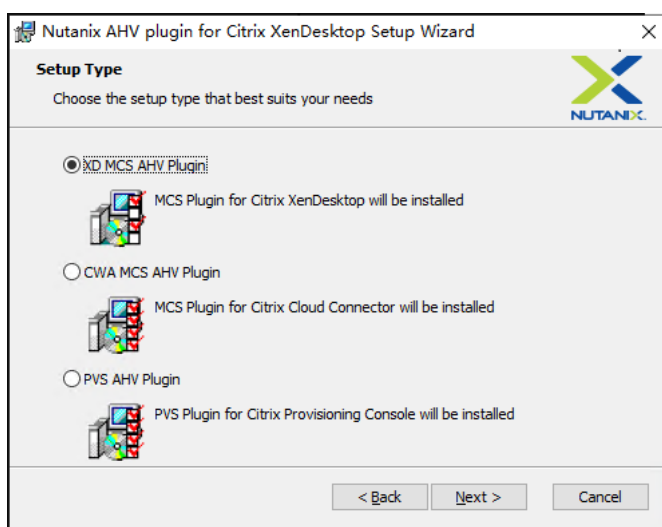 Nutanix AHV plugin for Citrix XenDesktop Setup Wizard
Setup Type
Choose the setup type that best suits your needs
NUTANIX.
XD MCS AHV Plugin
MCS Plugin for Citrix XenDesktop will be installed
CWA MCS AHV Plugin
MCS Plugin for Citrix Cloud Connector will be installed
PVS AHV Plugin
PVS Plugin for Citrix Provisioning Console will be installed
< Back Next > Cancel